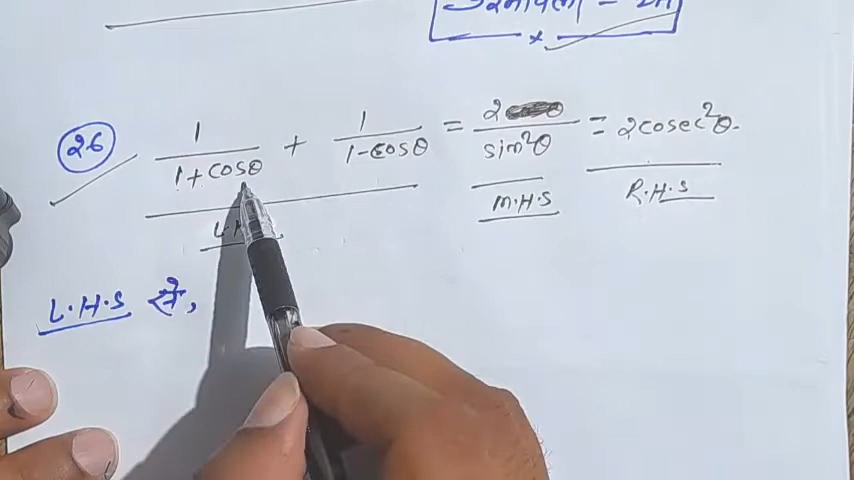 26 1/(1+cosθ) + 1/(1-cosθ) = 2/sin²θ = 2cosec²θ.
M.H.S R.H.S
L.H.S से,